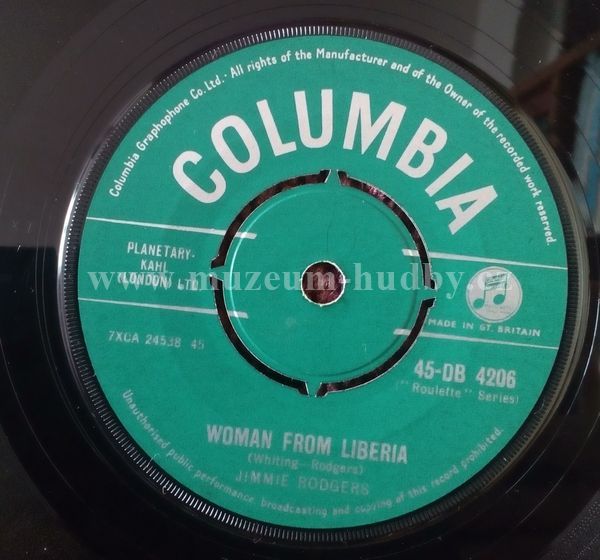 Columbia Graphophone Co. Ltd. · All rights of the Manufacturer and of the Owner of the recorded work reserved.
COLUMBIA
PLANETARY-
KAHL
(LONDON) LTD.
www.muzeum-hudby.cz
7XCA 24538 45
MADE IN GT. BRITAIN
45-DB 4206
("Roulette" Series)
WOMAN FROM LIBERIA
(Whiting - Rodgers)
JIMMIE RODGERS
Unauthorised public performance broadcasting and copying of this record prohibited.